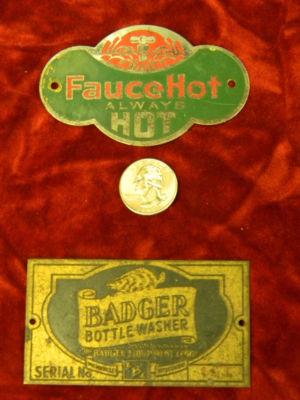 FauceHot
ALWAYS
HOT
BADGER
BOTTLE WASHER
SERIAL No.